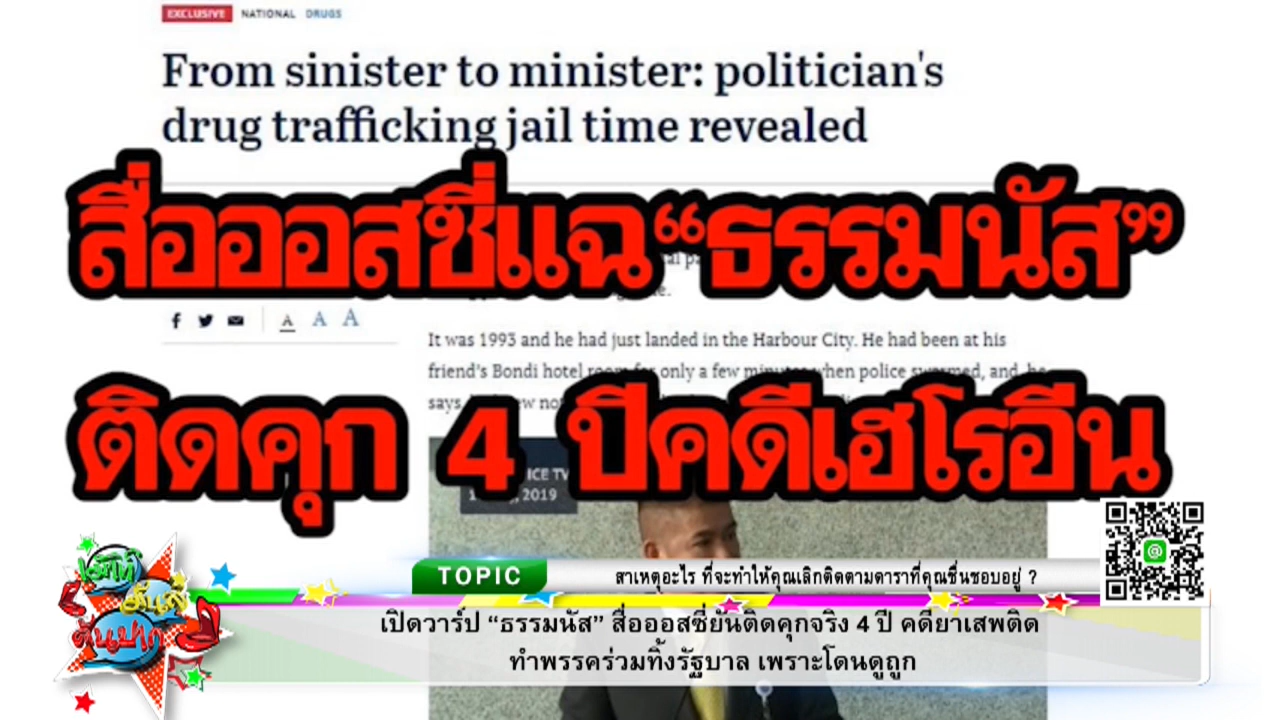 EXCLUSIVE NATIONAL DRUGS
From sinister to minister: politician's
drug trafficking jail time revealed
สื่อออสซี่แฉ“ธรรมนัส”
It was 1993 and he had just landed in the Harbour City. He had been at his
friend's Bondi hotel room for only a few minutes when police swarmed, and, he
says,
ติดคุก 4 ปีคดีเฮโรอีน
ICE TV
2019
TOPIC
สาเหตุอะไร ที่จะทำให้คุณเลิกติดตามดาราที่คุณชื่นชอบอยู่ ?
เปิดวาร์ป “ธรรมนัส” สื่อออสซี่ยันติดคุกจริง 4 ปี คดียาเสพติด
ทำพรรคร่วมทิ้งรัฐบาล เพราะโดนดูถูก